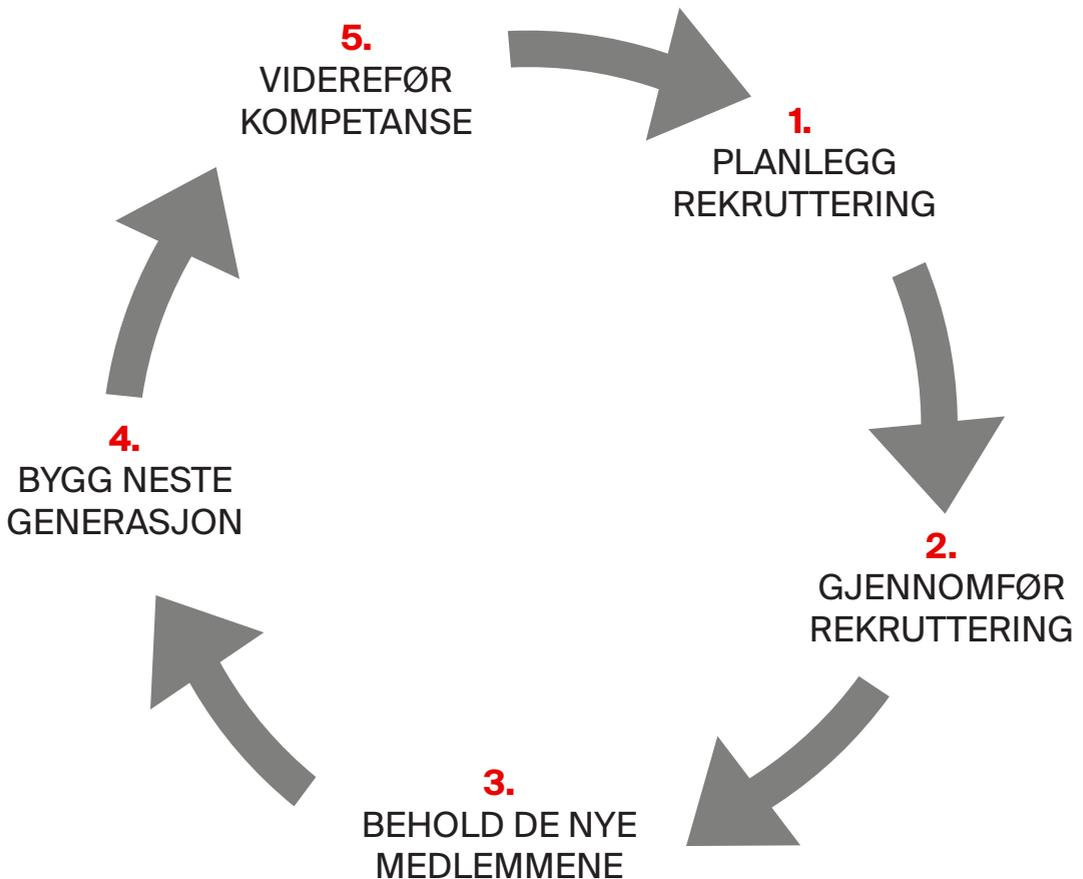 5.
VIDEREFØR
KOMPETANSE
1.
PLANLEGG
REKRUTTERING
2.
GJENNOMFØR
REKRUTTERING
3.
BEHOLD DE NYE
MEDLEMMENE
4.
BYGG NESTE
GENERASJON